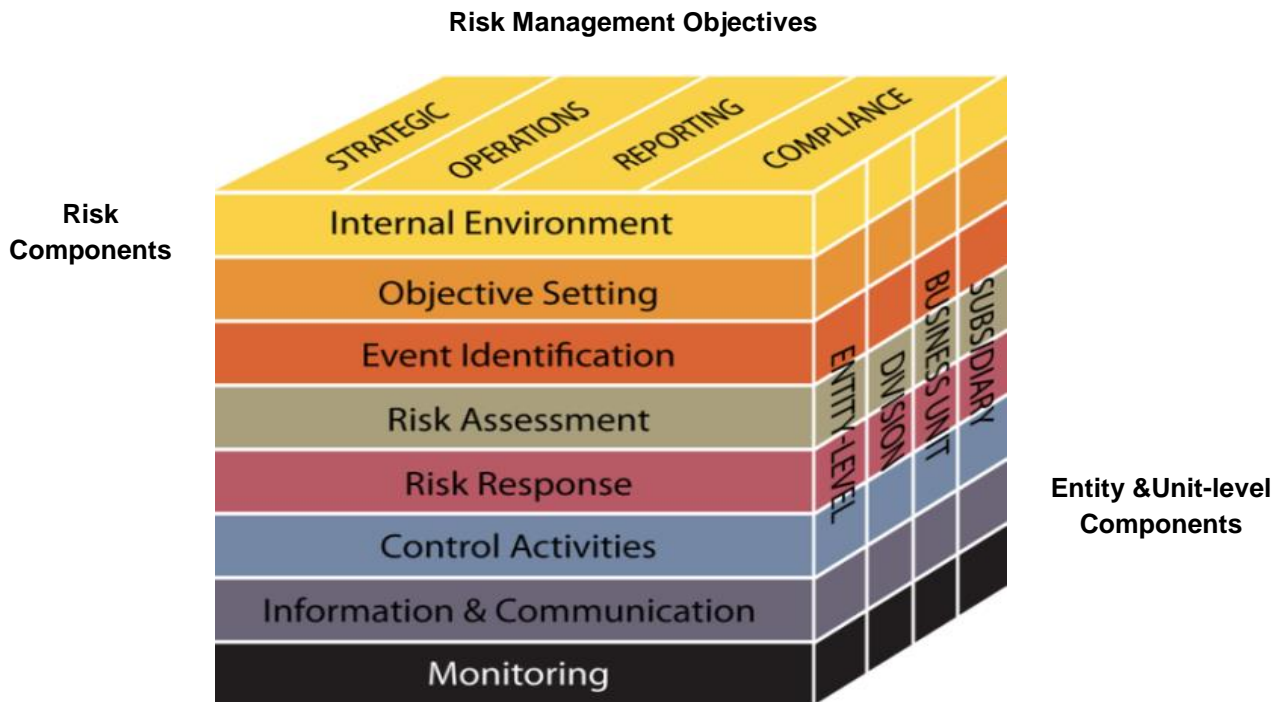 Risk Management Objectives
STRATEGIC
OPERATIONS
REPORTING
COMPLIANCE
Risk
Components
Internal Environment
Objective Setting
Event Identification
Risk Assessment
Risk Response
Control Activities
Information & Communication
Monitoring
ENTITY-LEVEL
DIVISION
BUSINESS UNIT
SUBSIDIARY
Entity &Unit-level
Components